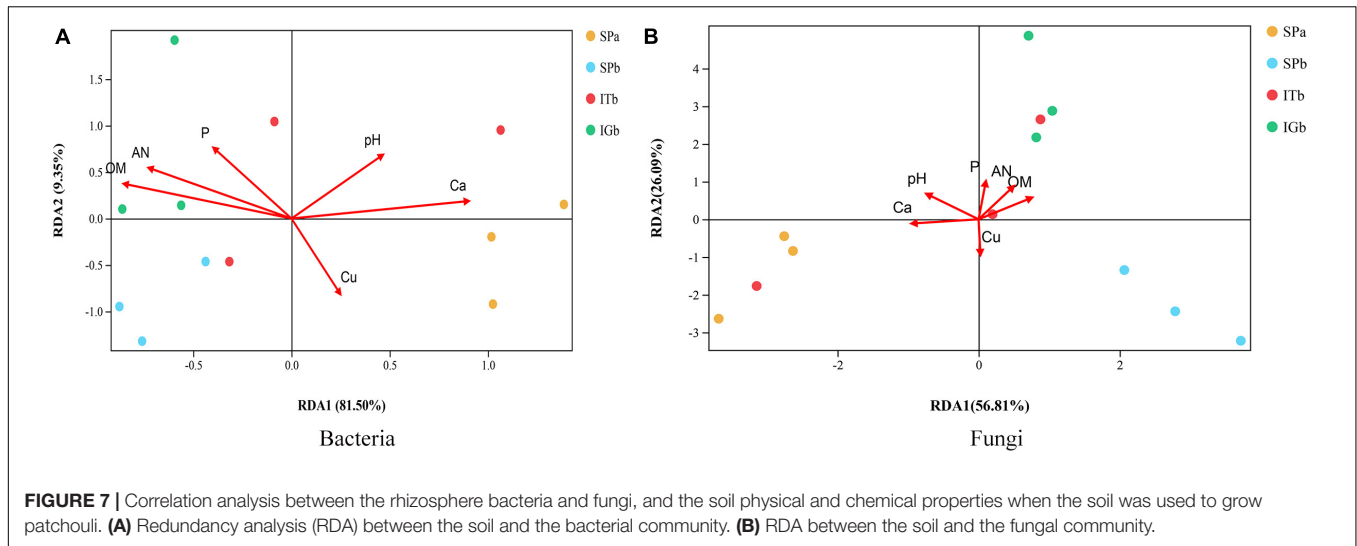 A
SPa
SPb
ITb
IGb
1.5
1.0
0.5
0.0
-0.5
-1.0
RDA2 (9.35%)
OM
AN
P
pH
Ca
Cu
-0.5
0.0
0.5
1.0
RDA1 (81.50%)
Bacteria
B
SPa
SPb
ITb
IGb
4
3
2
1
0
-1
-2
-3
RDA2(26.09%)
pH
Ca
P
AN
OM
Cu
-2
0
2
RDA1(56.81%)
Fungi
FIGURE 7 | Correlation analysis between the rhizosphere bacteria and fungi, and the soil physical and chemical properties when the soil was used to grow
patchouli. (A) Redundancy analysis (RDA) between the soil and the bacterial community. (B) RDA between the soil and the fungal community.